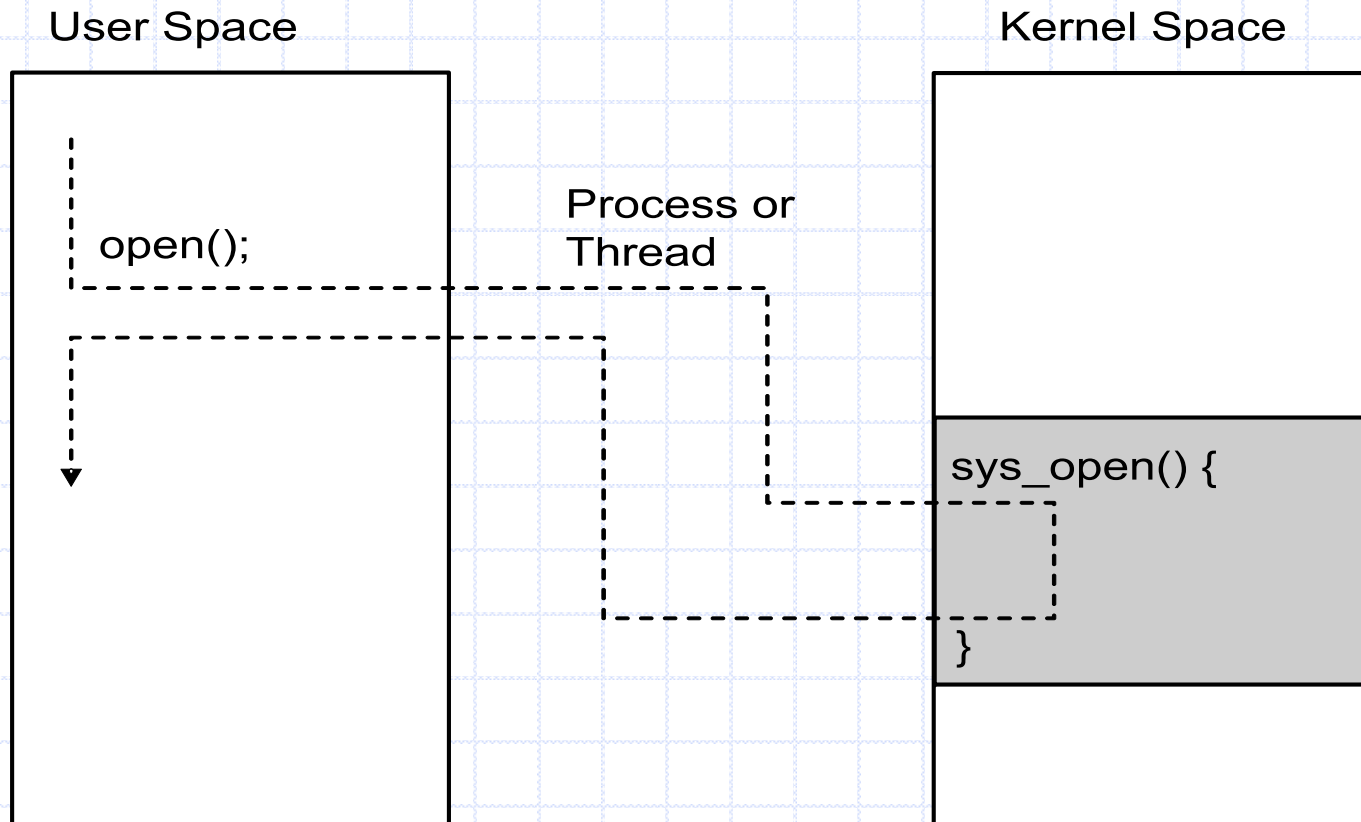 User Space
Kernel Space
open();
Process or
Thread
sys_open() {
}